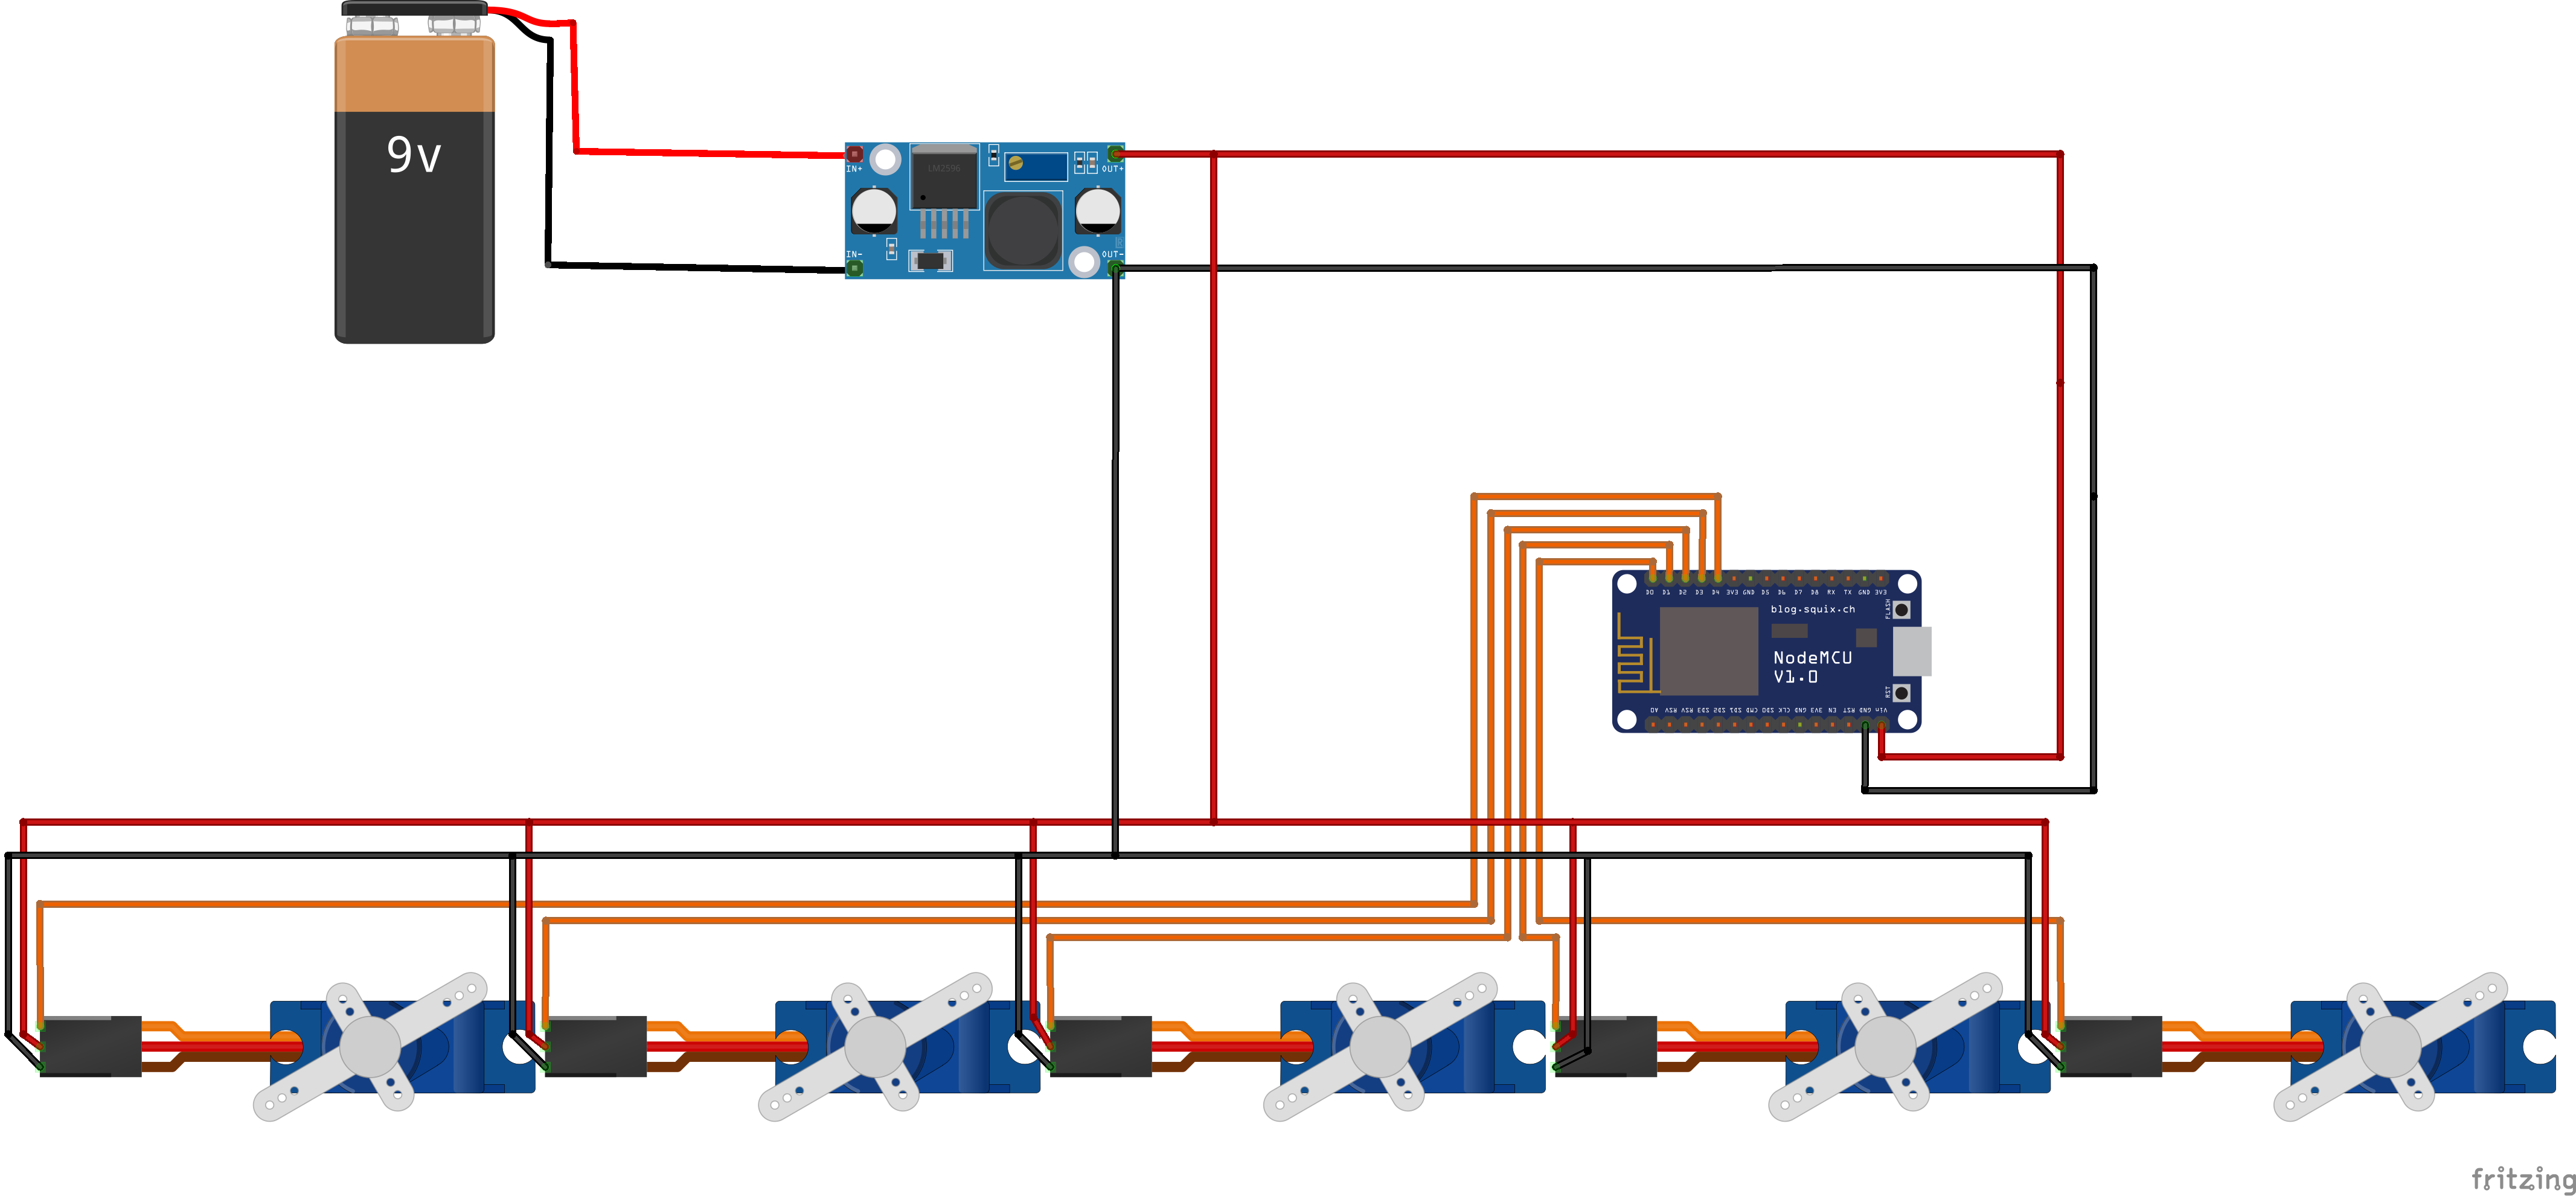 9v
LM2596
IN+
OUT+
IN-
OUT-
D0 D1 D2 D3 D4 3V3 GND D5 D6 D7 D8 RX TX GND 3V3
blog.squix.ch
FLASH
NodeMCU
V1.0
RST
A0 RSV RSV SD3 SD2 SD1 CMD SD0 CLK GND 3V3 EN RST GND Vin
fritzing